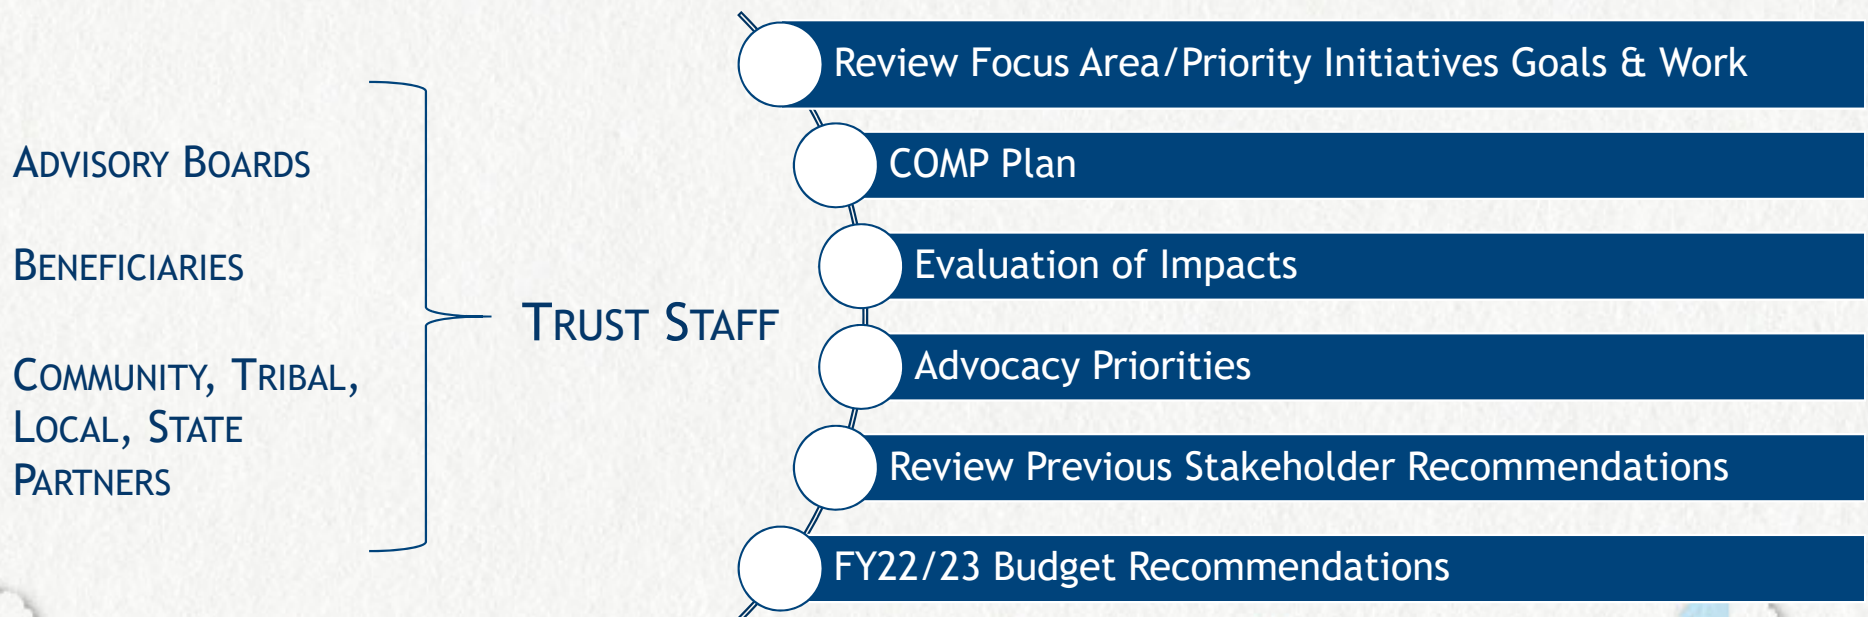 ADVISORY BOARDS
BENEFICIARIES
COMMUNITY, TRIBAL,
LOCAL, STATE
PARTNERS
TRUST STAFF
Review Focus Area/Priority Initiatives Goals & Work
COMP Plan
Evaluation of Impacts
Advocacy Priorities
Review Previous Stakeholder Recommendations
FY22/23 Budget Recommendations